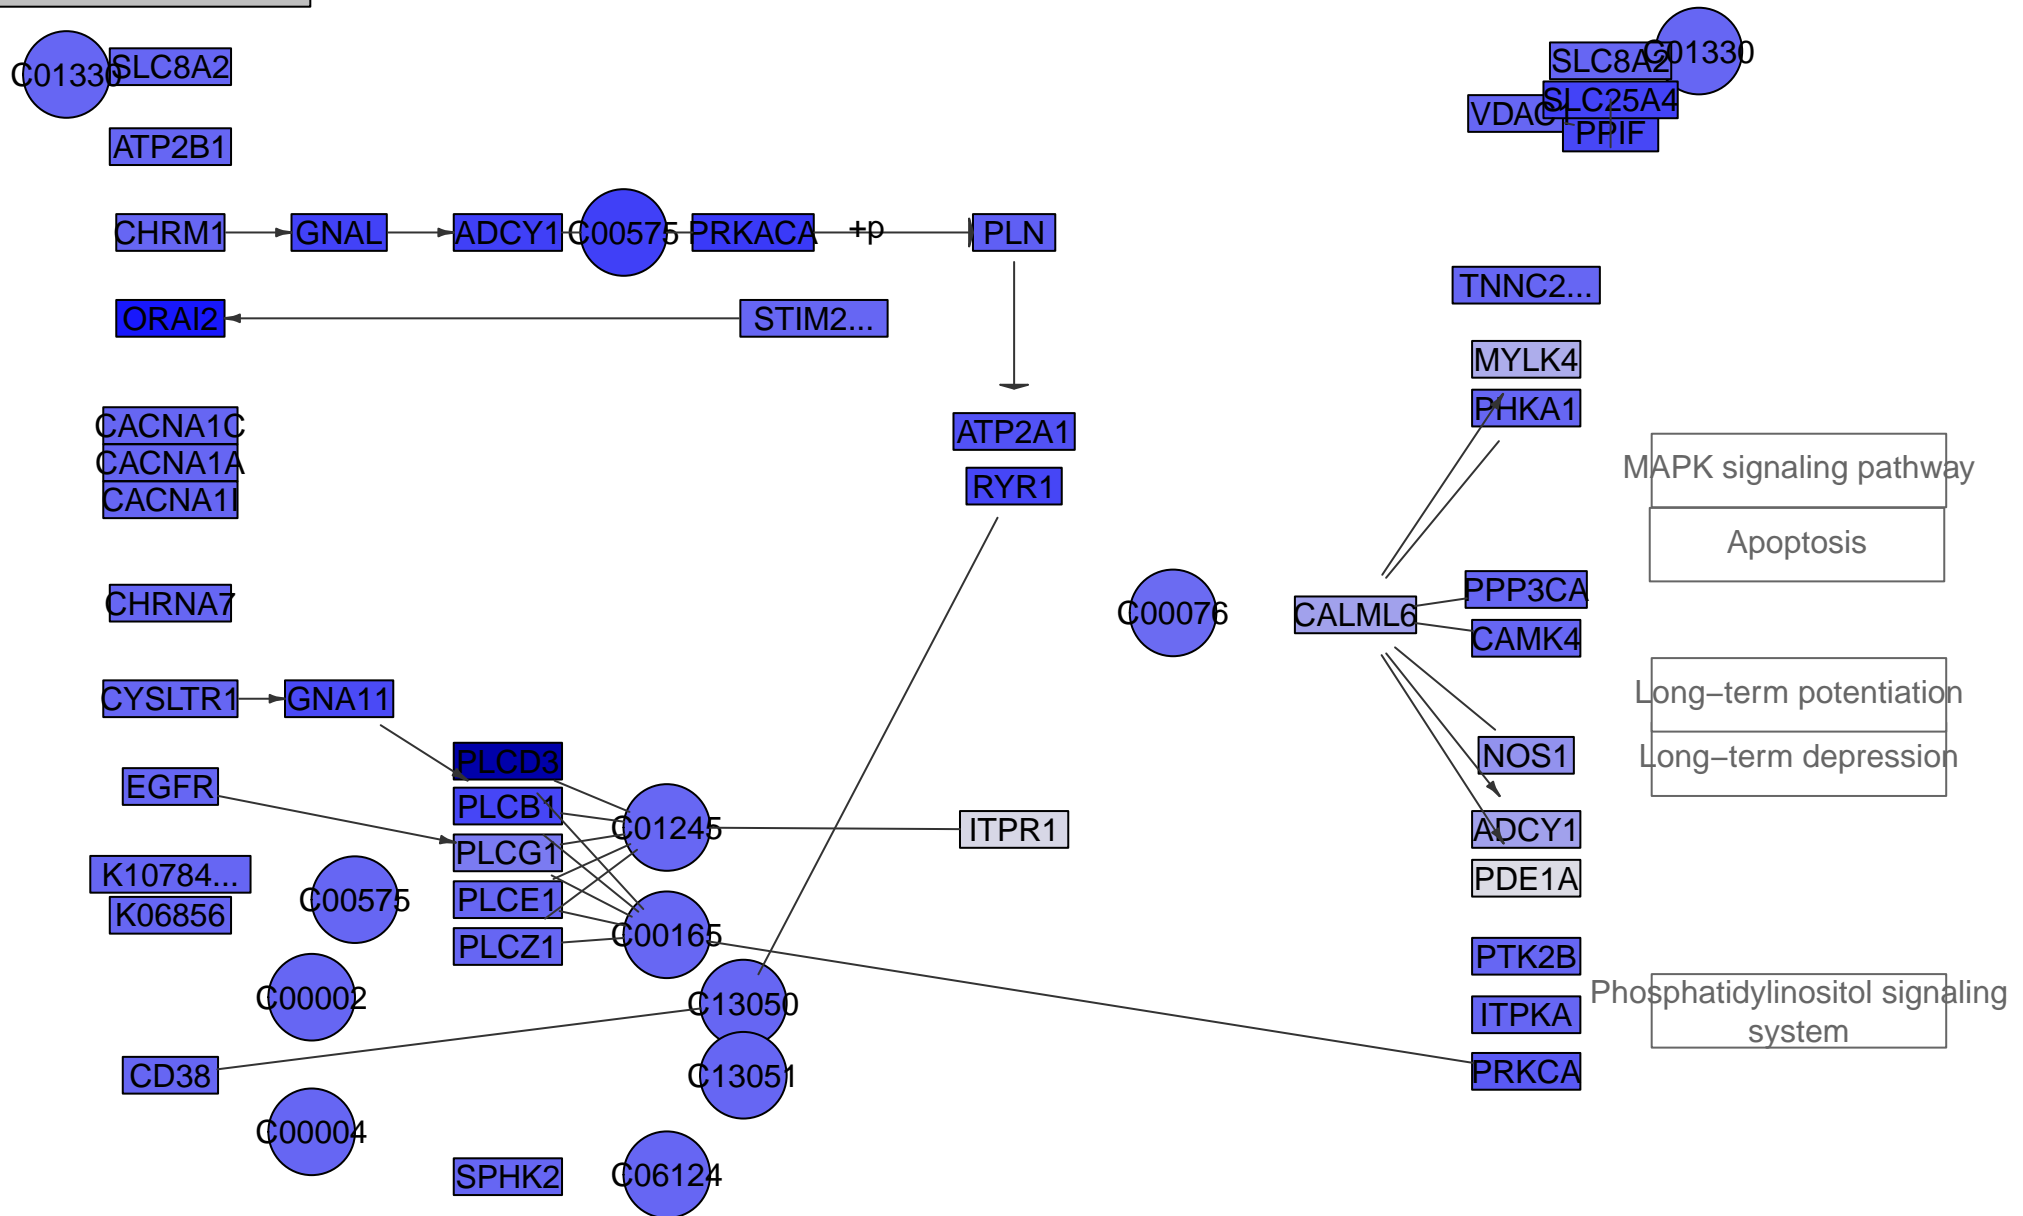 C01330
SLC8A2
SLC8A2
C01330
SLC25A4
VDAC1
PPIF
ATP2B1
CHRM1
GNAL
ADCY1
C00575
PRKACA
+p
PLN
TNNC2...
ORAI2
STIM2...
MYLK4
PHKA1
CACNA1C
CACNA1A
CACNA1I
ATP2A1
RYR1
MAPK signaling pathway
Apoptosis
CHRNA7
C00076
CALML6
PPP3CA
CAMK4
CYSLTR1
GNA11
Long−term potentiation
Long−term depression
NOS1
PLCD3
EGFR
PLCB1
C01245
ITPR1
ADCY1
PLCG1
PDE1A
K10784...
K06856
C00575
PLCE1
C00165
PLCZ1
PTK2B
C00002
C13050
Phosphatidylinositol signaling
system
ITPKA
CD38
C13051
PRKCA
C00004
SPHK2
C06124